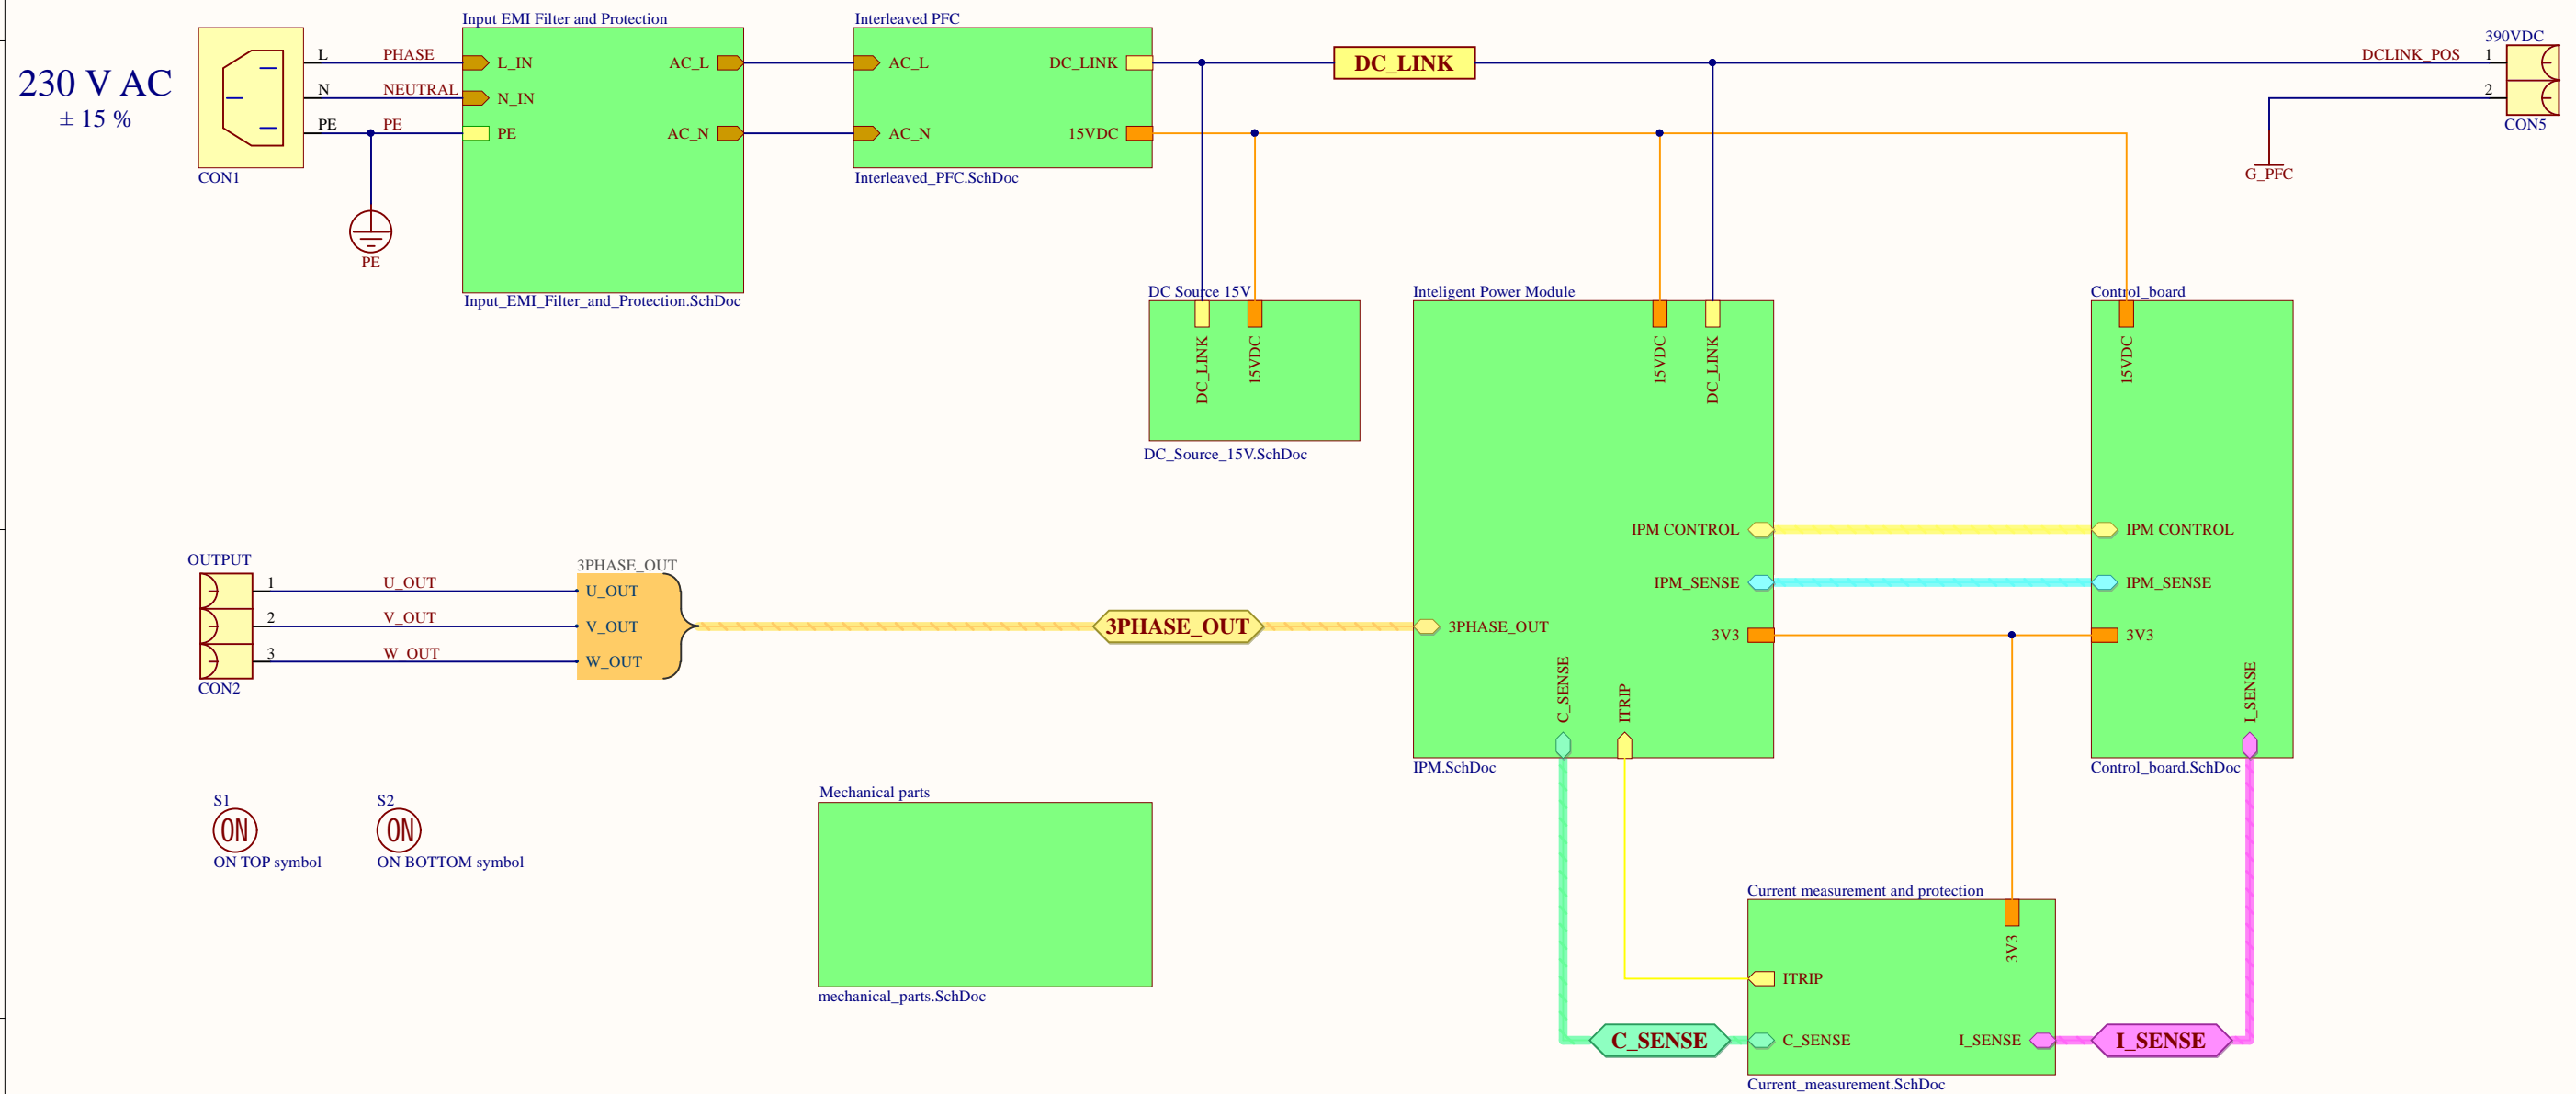 230 V AC
± 15 %
CON1
L
PHASE
N
NEUTRAL
PE
PE
PE
Input EMI Filter and Protection
L_IN
N_IN
PE
AC_L
AC_N
Input_EMI_Filter_and_Protection.SchDoc
Interleaved PFC
AC_L
AC_N
DC_LINK
15VDC
Interleaved_PFC.SchDoc
DC_LINK
390VDC
DCLINK_POS
1
2
CON5
G_PFC
DC Source 15V
DC_LINK
15VDC
DC_Source_15V.SchDoc
Inteligent Power Module
15VDC
DC_LINK
IPM CONTROL
IPM_SENSE
3V3
3PHASE_OUT
C_SENSE
ITRIP
IPM.SchDoc
Control_board
15VDC
IPM CONTROL
IPM_SENSE
3V3
I_SENSE
Control_board.SchDoc
OUTPUT
1
U_OUT
2
V_OUT
3
W_OUT
CON2
3PHASE_OUT
U_OUT
V_OUT
W_OUT
3PHASE_OUT
S1
ON
ON TOP symbol
S2
ON
ON BOTTOM symbol
Mechanical parts
mechanical_parts.SchDoc
Current measurement and protection
3V3
ITRIP
C_SENSE
I_SENSE
Current_measurement.SchDoc
C_SENSE
I_SENSE